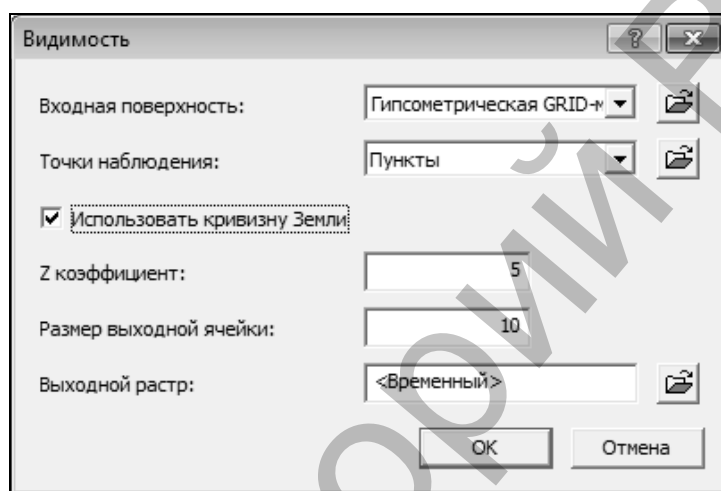 Видимость
Входная поверхность: Гипсометрическая GRID-м
Точки наблюдения: Пункты
Использовать кривизну Земли
Z коэффициент: 5
Размер выходной ячейки: 10
Выходной растр: <Временный>
OK Отмена